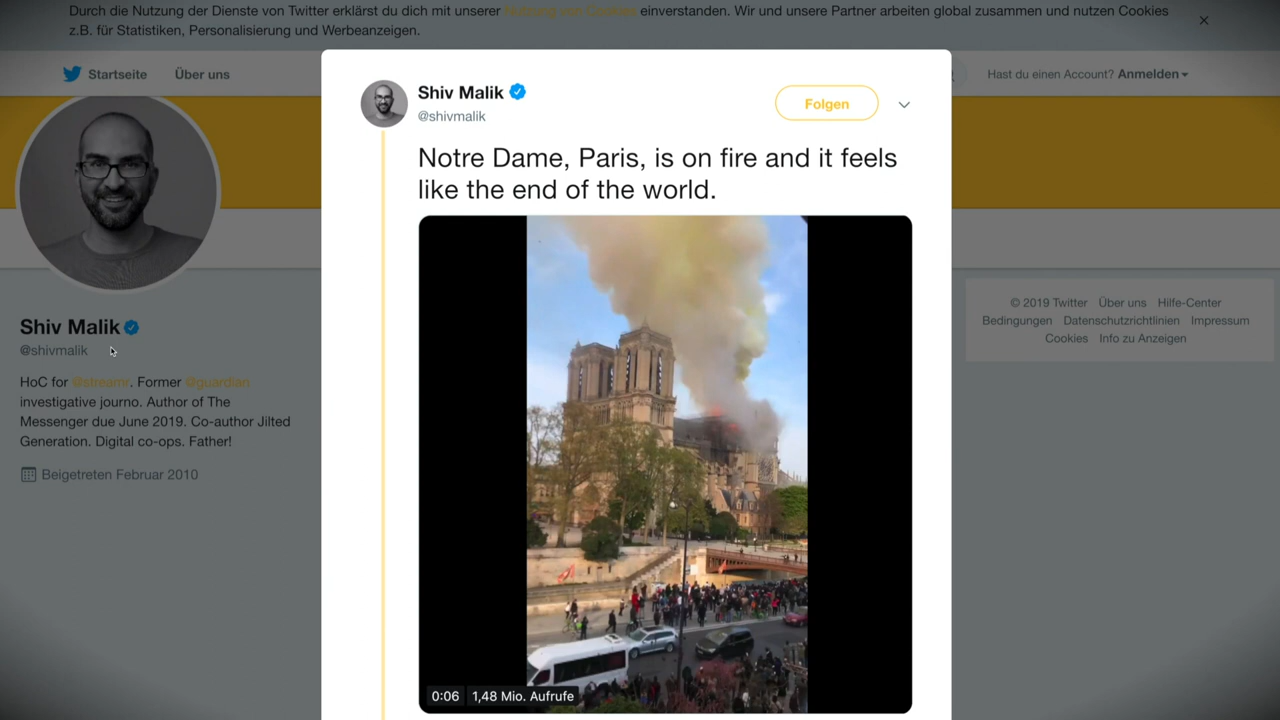 Durch die Nutzung der Dienste von Twitter erklärst du dich mit unserer Nutzung von Cookies einverstanden. Wir und unsere Partner arbeiten global zusammen und nutzen Cookies
z.B. für Statistiken, Personalisierung und Werbeanzeigen.
Startseite Über uns
Hast du einen Account? Anmelden
Shiv Malik
@shivmalik
Folgen
Notre Dame, Paris, is on fire and it feels
like the end of the world.
0:06 1,48 Mio. Aufrufe
Shiv Malik
@shivmalik
HoC for @streamr. Former @guardian
investigative journo. Author of The
Messenger due June 2019. Co-author Jilted
Generation. Digital co-ops. Father!
Beigetreten Februar 2010
© 2019 Twitter Über uns Hilfe-Center
Bedingungen Datenschutzrichtlinien Impressum
Cookies Info zu Anzeigen